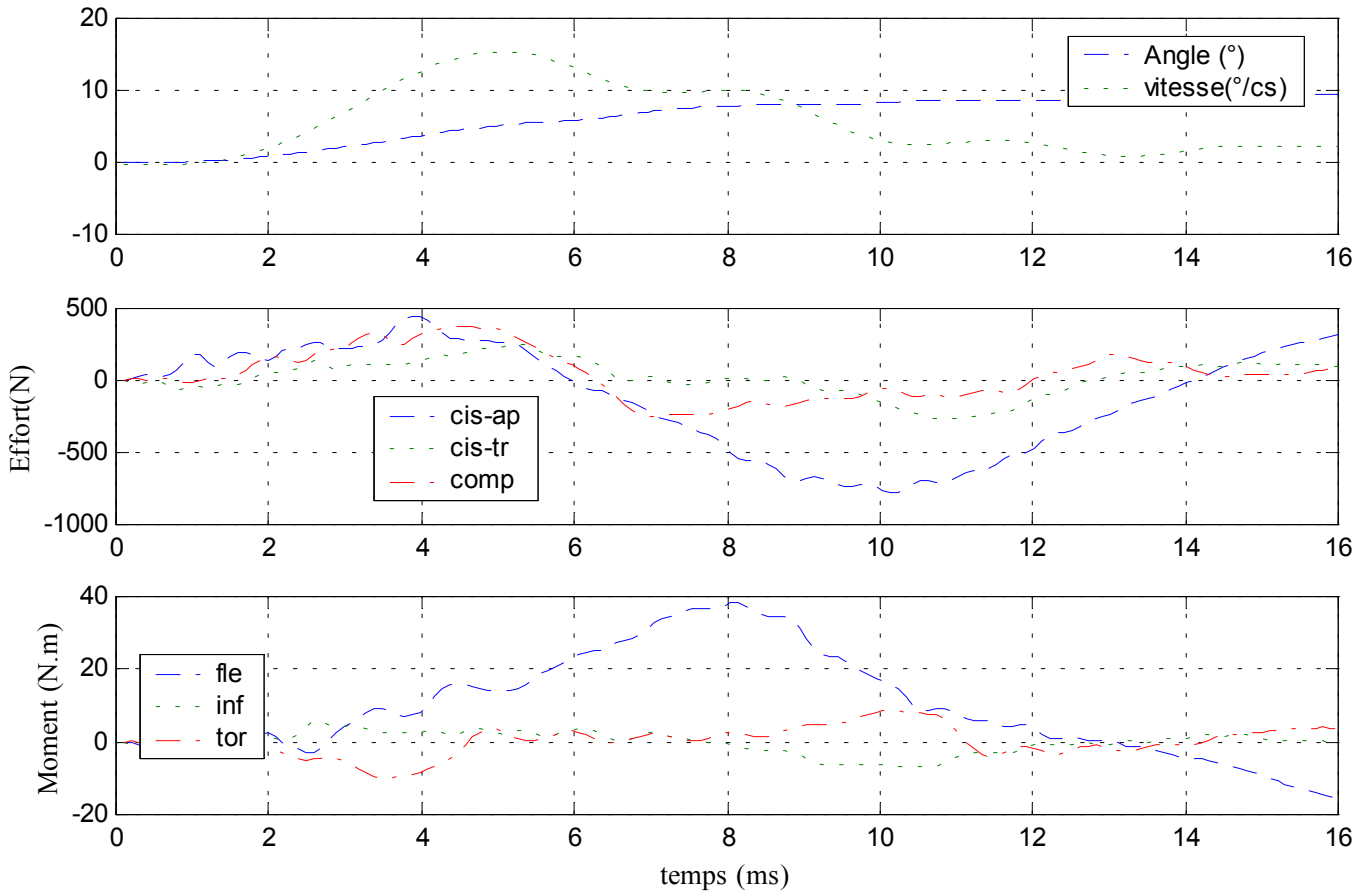 20
10
0
-10
Angle (°)
vitesse(°/cs)
0 2 4 6 8 10 12 14 16
Effort(N)
500
0
-500
-1000
cis-ap
cis-tr
comp
0 2 4 6 8 10 12 14 16
Moment (N.m)
40
20
0
-20
fle
inf
tor
0 2 4 6 8 10 12 14 16
temps (ms)